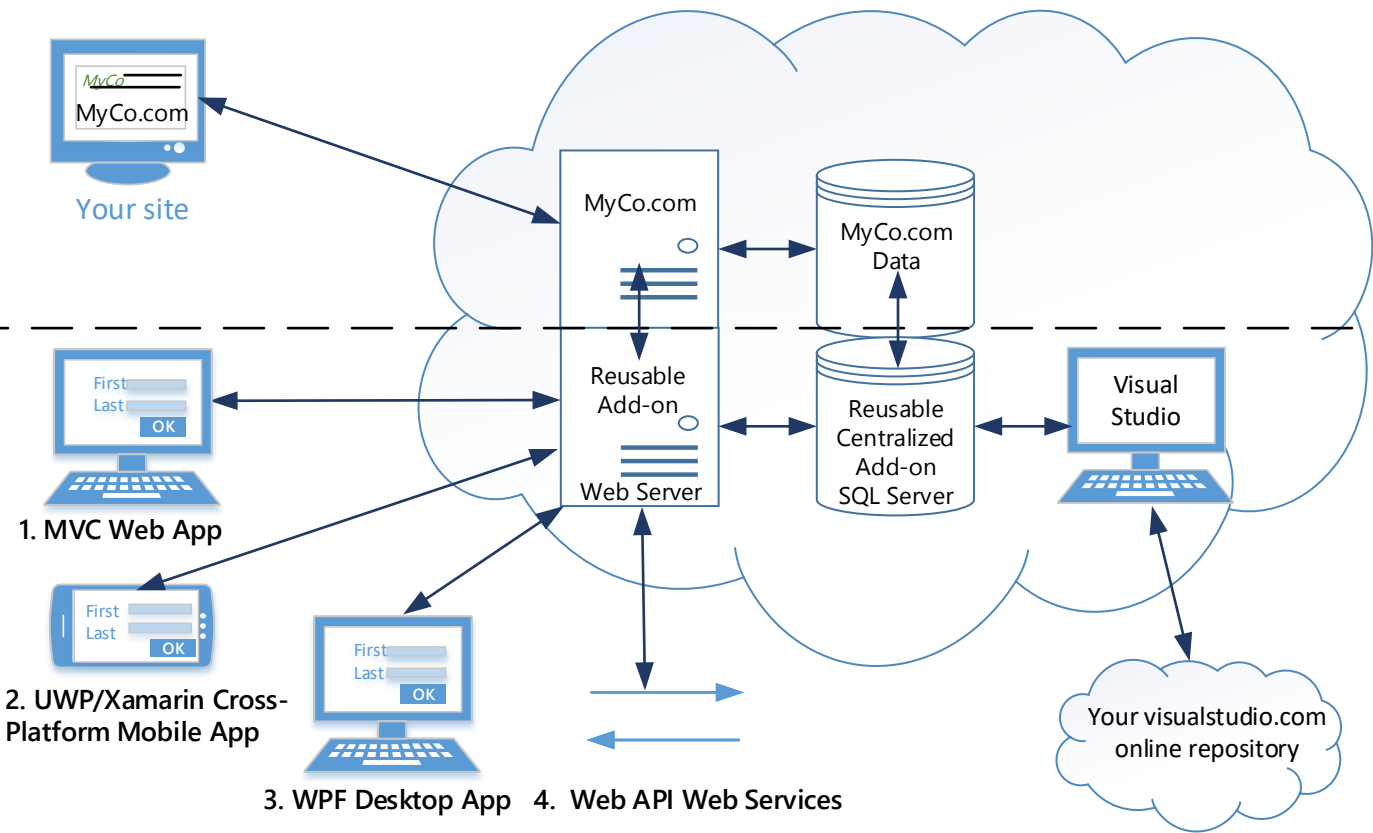 MyCo
MyCo.com
Your site
MyCo.com
MyCo.com
Data
First
Last
OK
1. MVC Web App
Reusable
Add-on
Web Server
Reusable
Centralized
Add-on
SQL Server
Visual
Studio
First
Last
OK
2. UWP/Xamarin Cross-
Platform Mobile App
First
Last
OK
3. WPF Desktop App
4. Web API Web Services
Your visualstudio.com
online repository